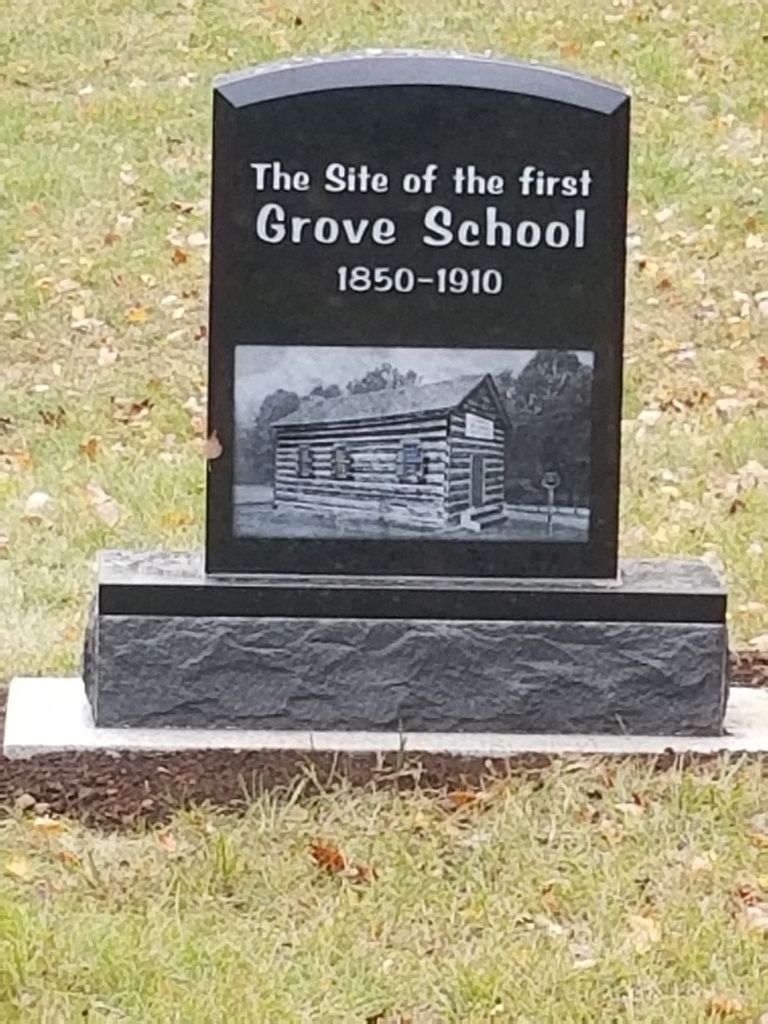 The Site of the first
Grove School
1850-1910